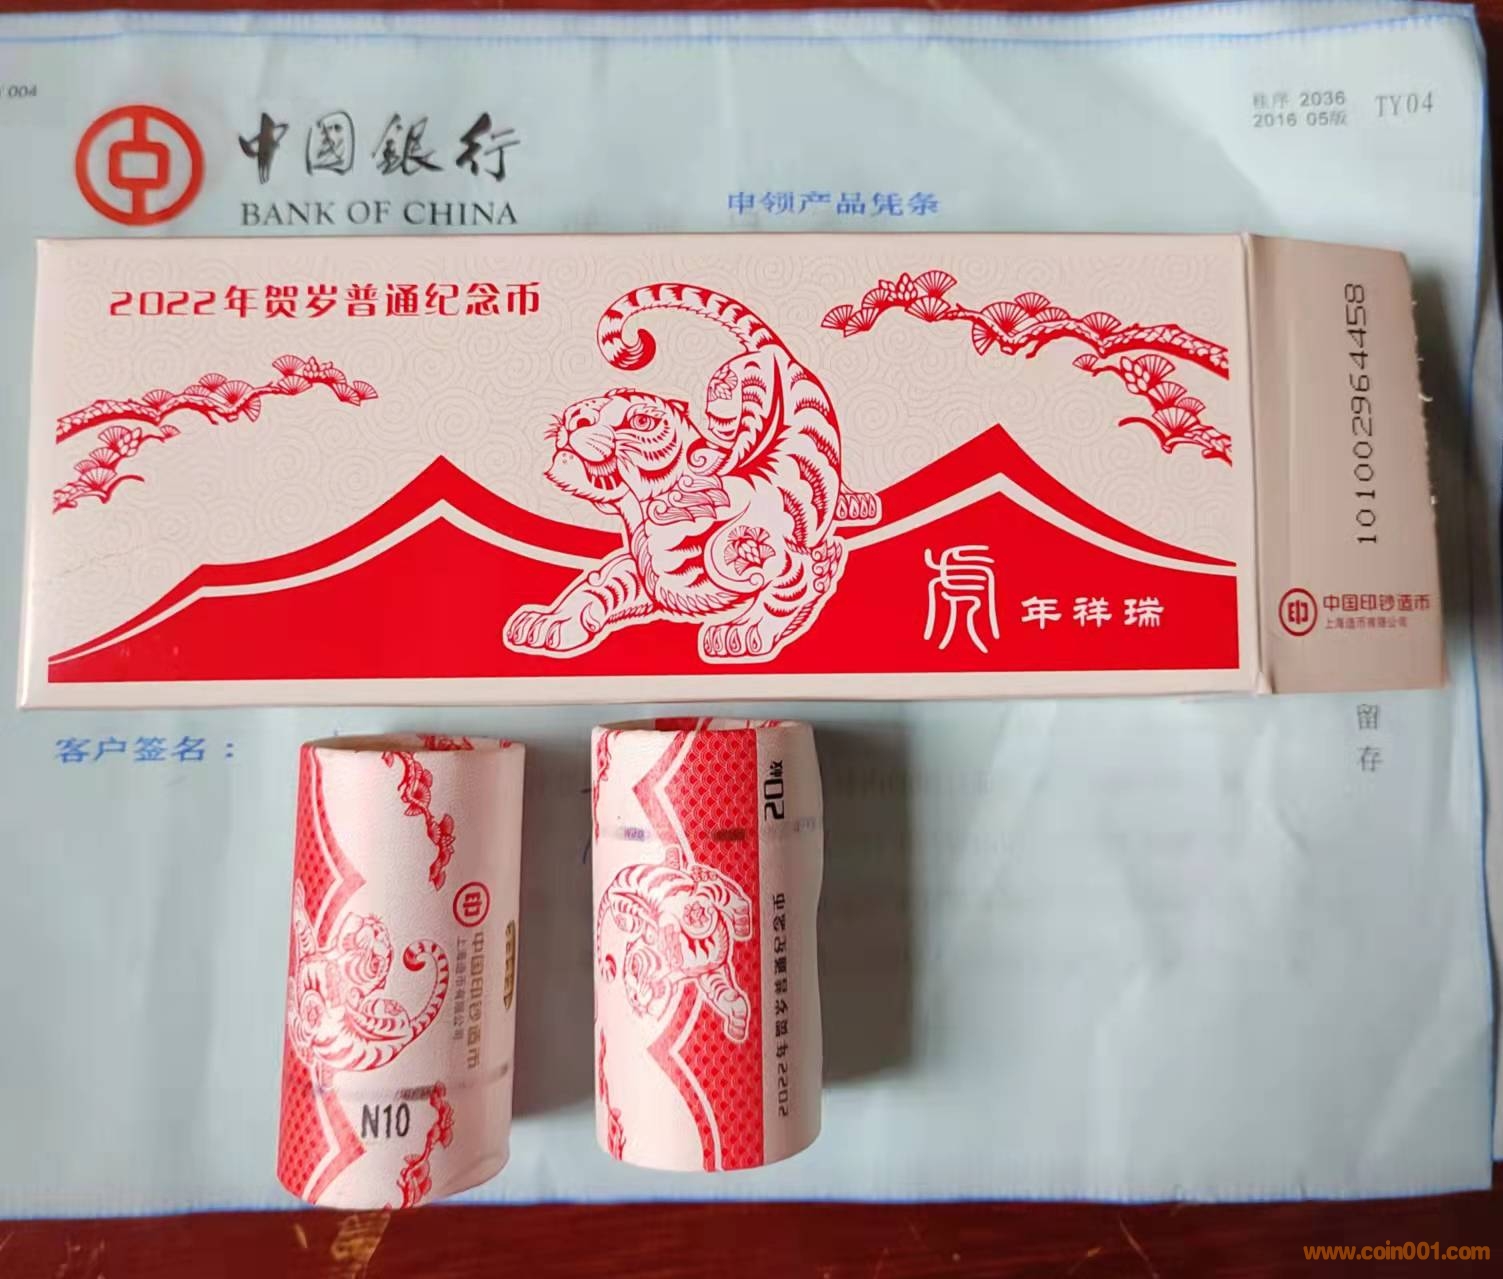 004
中國銀行
BANK OF CHINA
秩序 2036
2016 05版
TY04
申领产品凭条
2022年贺岁普通纪念币
虎年祥瑞
1010029644458
中国印钞造币
上海造币有限公司
客户签名：
留存
中国印钞造币
上海造币有限公司
N10
20枚
N20
2022年贺岁普通纪念币
www.coin001.com